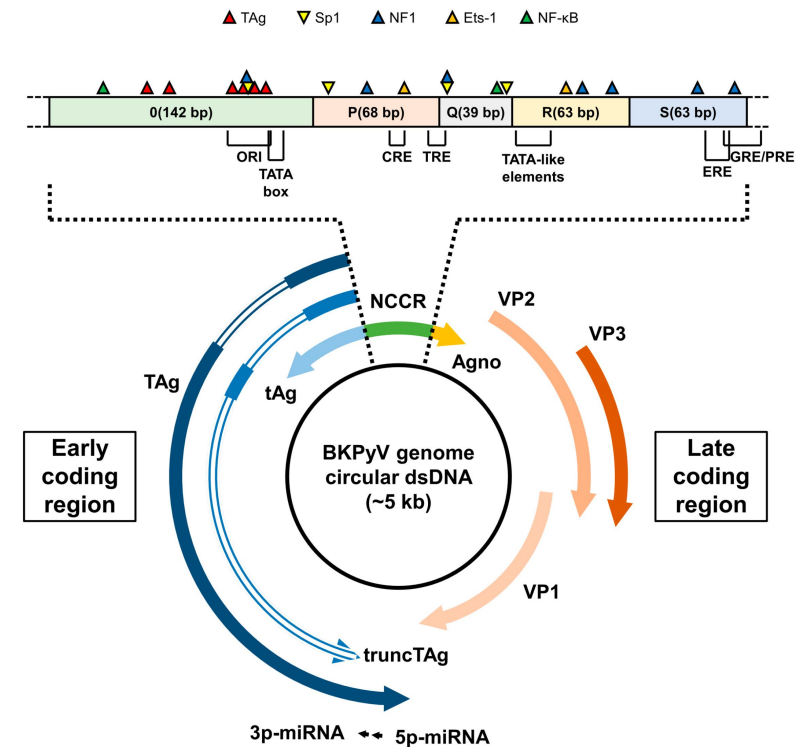 TAg Sp1 NF1 Ets-1 NF-κB
0(142 bp) P(68 bp) Q(39 bp) R(63 bp) S(63 bp)
ORI CRE TRE TATA-like GRE/PRE
TATA elements ERE
box
NCCR
VP2
VP3
Agno
TAg
tAg
Early
coding
region
BKPyV genome
circular dsDNA
(~5 kb)
Late
coding
region
VP1
truncTAg
3p-miRNA 5p-miRNA